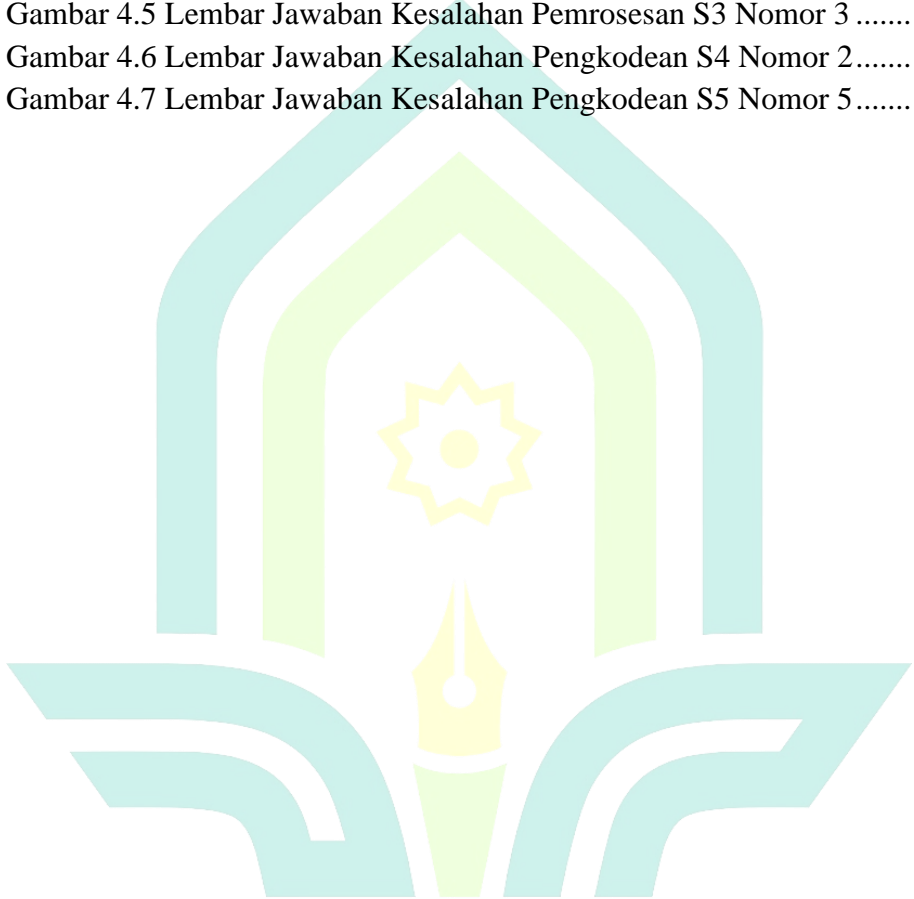 Gambar 4.5 Lembar Jawaban Kesalahan Pemrosesan S3 Nomor 3 .......
Gambar 4.6 Lembar Jawaban Kesalahan Pengkodean S4 Nomor 2.......
Gambar 4.7 Lembar Jawaban Kesalahan Pengkodean S5 Nomor 5.......